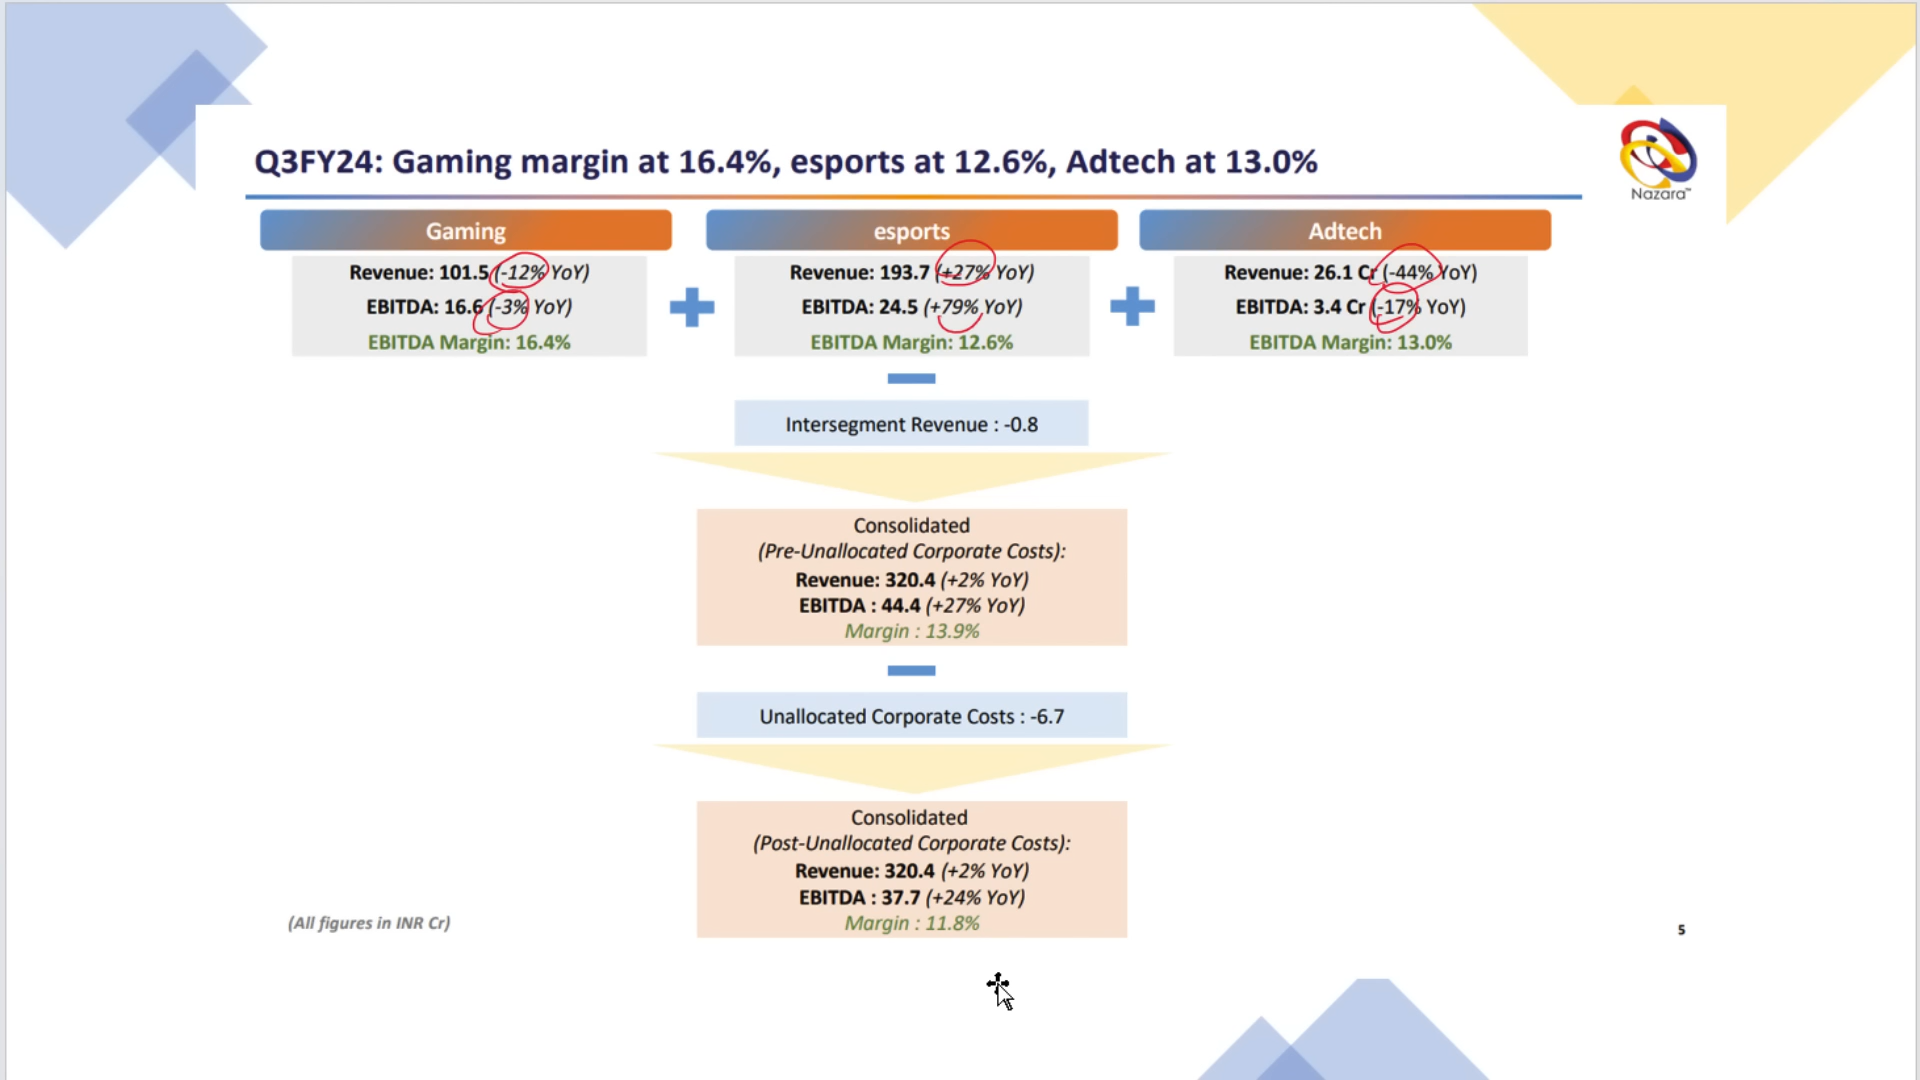 Q3FY24: Gaming margin at 16.4%, esports at 12.6%, Adtech at 13.0%
Nazara™
Gaming
Revenue: 101.5 (-12% YoY)
EBITDA: 16.6 (-3% YoY)
EBITDA Margin: 16.4%
esports
Revenue: 193.7 (+27% YoY)
EBITDA: 24.5 (+79% YoY)
EBITDA Margin: 12.6%
Adtech
Revenue: 26.1 Cr (-44% YoY)
EBITDA: 3.4 Cr (-17% YoY)
EBITDA Margin: 13.0%
Intersegment Revenue : -0.8
Consolidated
(Pre-Unallocated Corporate Costs):
Revenue: 320.4 (+2% YoY)
EBITDA : 44.4 (+27% YoY)
Margin : 13.9%
Unallocated Corporate Costs : -6.7
Consolidated
(Post-Unallocated Corporate Costs):
Revenue: 320.4 (+2% YoY)
EBITDA : 37.7 (+24% YoY)
Margin : 11.8%
(All figures in INR Cr)
5